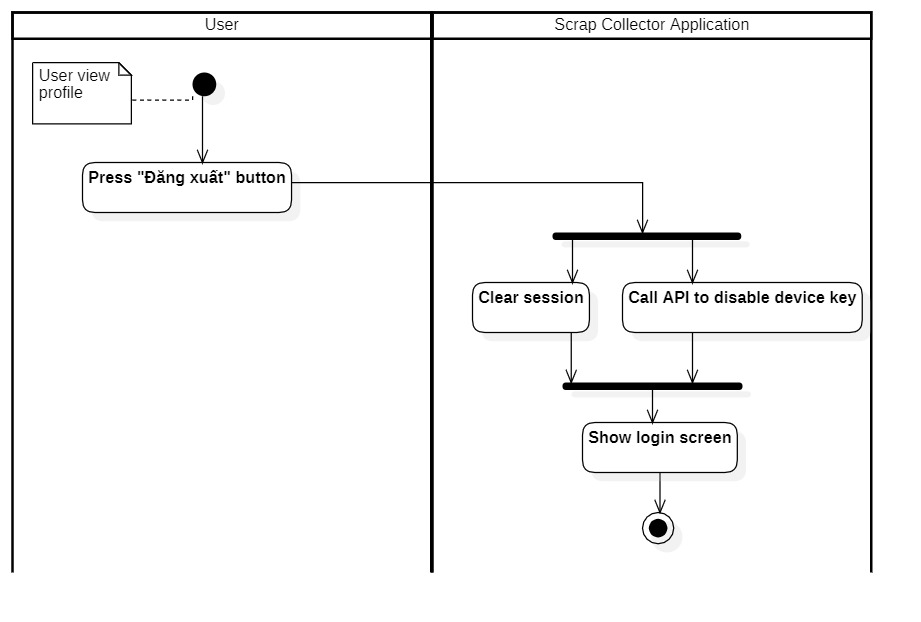 User
Scrap Collector Application
User view
profile
Press "Đăng xuất" button
Clear session
Call API to disable device key
Show login screen